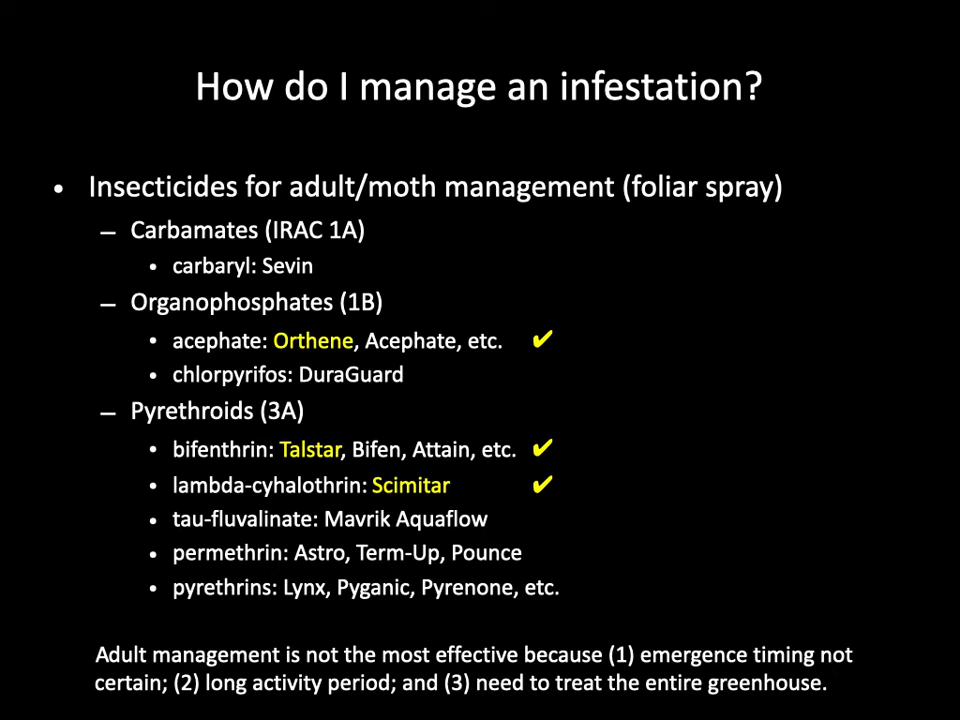 How do I manage an infestation?
• Insecticides for adult/moth management (foliar spray)
– Carbamates (IRAC 1A)
• carbaryl: Sevin
– Organophosphates (1B)
• acephate: Orthene, Acephate, etc. ✔
• chlorpyrifos: DuraGuard
– Pyrethroids (3A)
• bifenthrin: Talstar, Bifen, Attain, etc. ✔
• lambda-cyhalothrin: Scimitar ✔
• tau-fluvalinate: Mavrik Aquaflow
• permethrin: Astro, Term-Up, Pounce
• pyrethrins: Lynx, Pyganic, Pyrenone, etc.
Adult management is not the most effective because (1) emergence timing not
certain; (2) long activity period; and (3) need to treat the entire greenhouse.